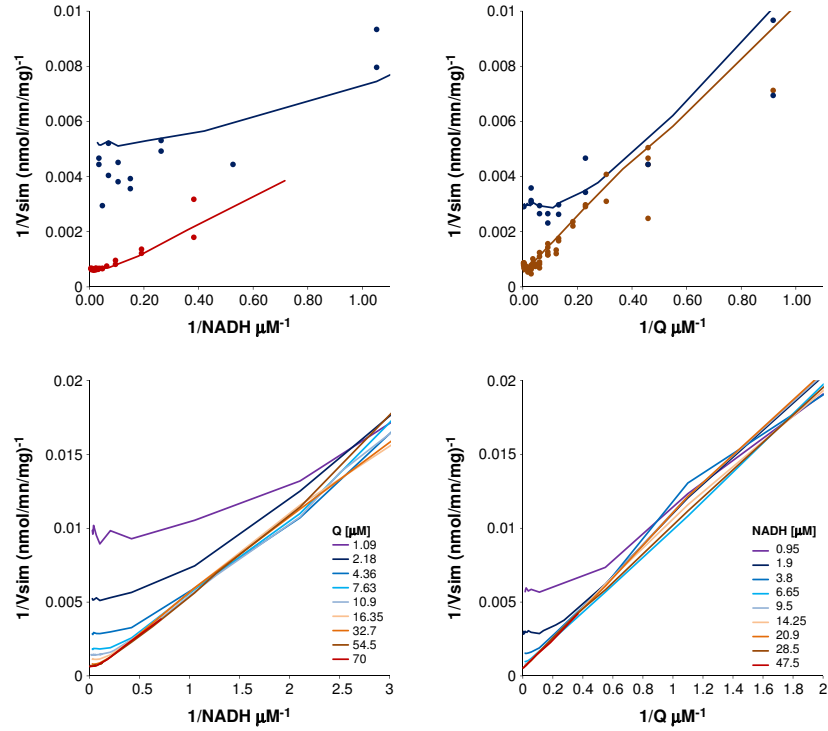 1/Vsim (nmol/mn/mg)-1
0.01
0.008
0.006
0.004
0.002
0
0.00 0.20 0.40 0.60 0.80 1.00
1/NADH μM-1
1/Vsim (nmol/mn/mg)-1
0.01
0.008
0.006
0.004
0.002
0
0.00 0.20 0.40 0.60 0.80 1.00
1/Q μM-1
1/Vsim (nmol/mn/mg)-1
0.02
0.015
0.01
0.005
0
0 0.5 1 1.5 2 2.5 3
1/NADH μM-1
Q [μM]
1.09
2.18
4.36
7.63
10.9
16.35
32.7
54.5
70
1/Vsim (nmol/mn/mg)-1
0.02
0.015
0.01
0.005
0
0 0.2 0.4 0.6 0.8 1 1.2 1.4 1.6 1.8 2
1/Q μM-1
NADH [μM]
0.95
1.9
3.8
6.65
9.5
14.25
20.9
28.5
47.5